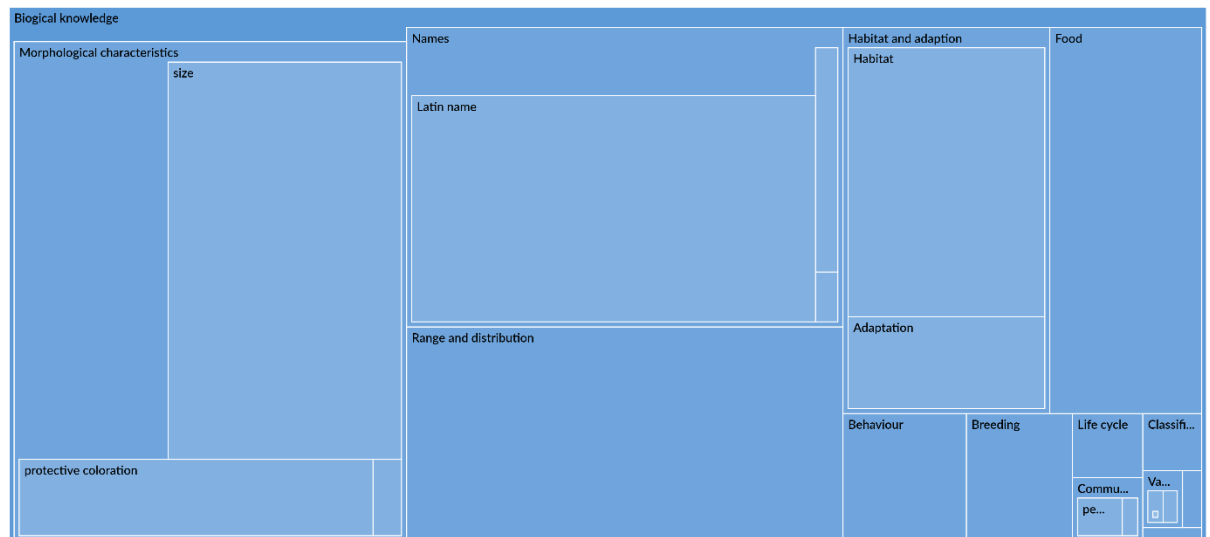 Biogical knowledge
Morphological characteristics
size
protective coloration
Names
Latin name
Range and distribution
Habitat and adaption
Habitat
Adaptation
Food
Behaviour
Breeding
Life cycle
Commu...
pe...
Classifi...
Va...